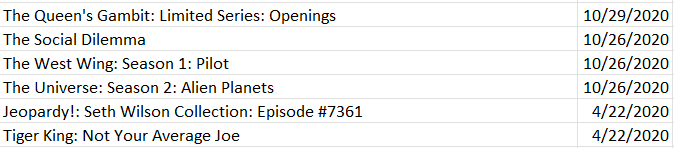 The Queen's Gambit: Limited Series: Openings 10/29/2020
The Social Dilemma 10/26/2020
The West Wing: Season 1: Pilot 10/26/2020
The Universe: Season 2: Alien Planets 10/26/2020
Jeopardy!: Seth Wilson Collection: Episode #7361 4/22/2020
Tiger King: Not Your Average Joe 4/22/2020